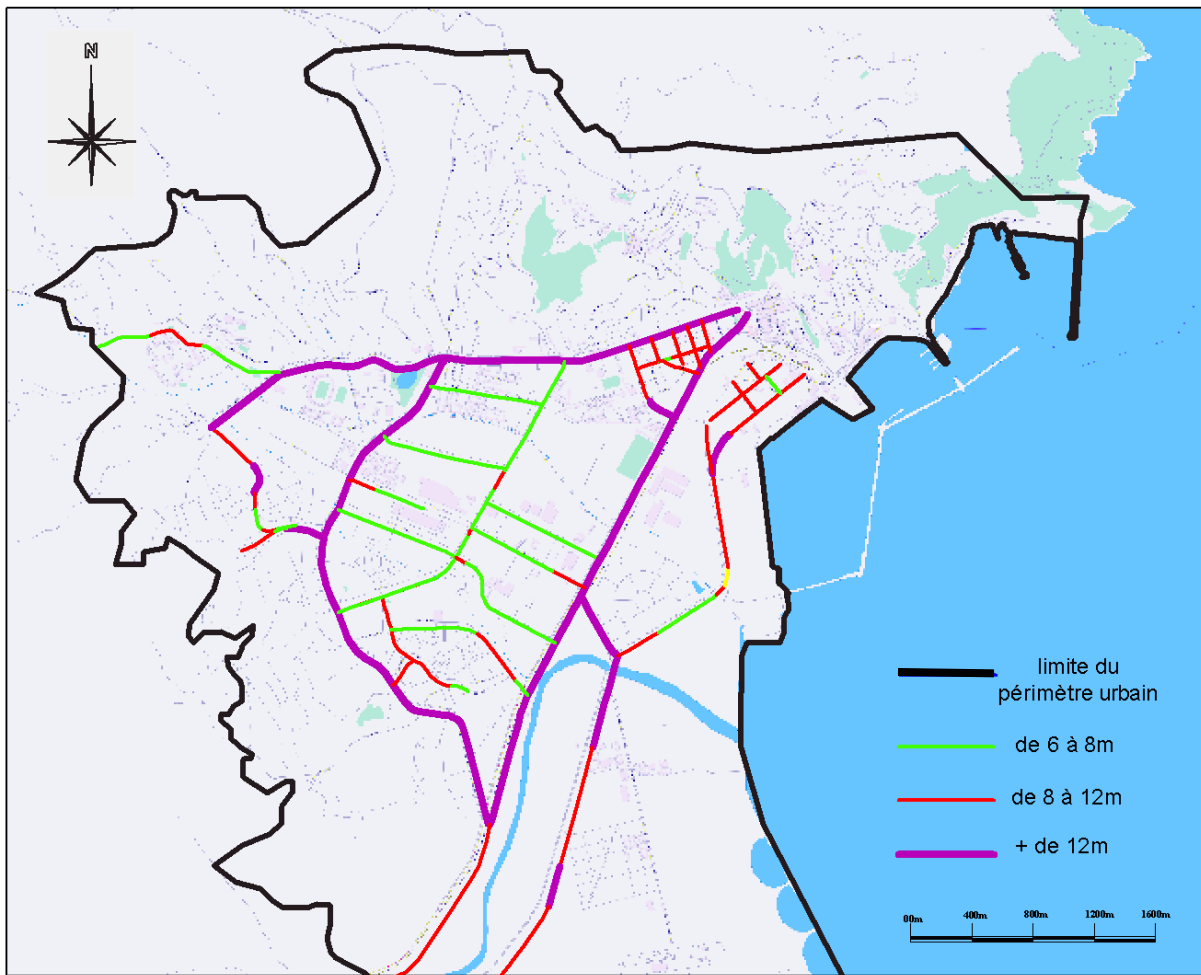 N
limite du
périmètre urbain
de 6 à 8m
de 8 à 12m
+ de 12m
00m 400m 800m 1200m 1600m